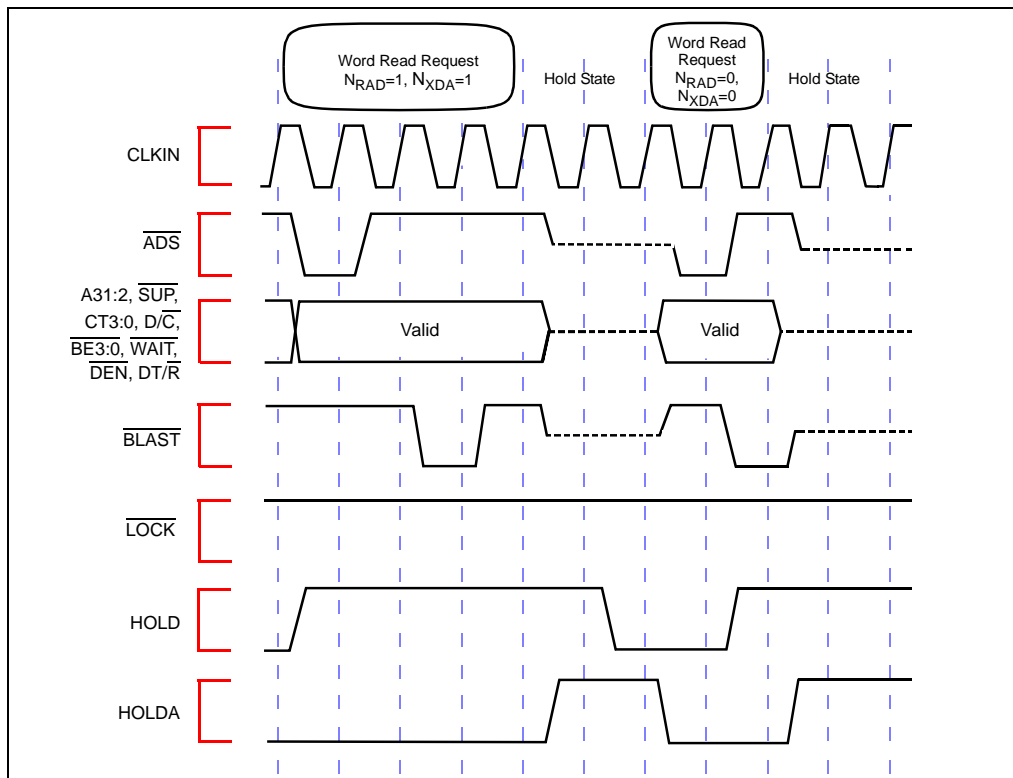 Word Read Request
NRAD=1, NXDA=1
Hold State
Word Read
Request
NRAD=0,
NXDA=0
Hold State
CLKIN
ADS
A31:2, SUP,
CT3:0, D/C,
BE3:0, WAIT,
DEN, DT/R
Valid
Valid
BLAST
LOCK
HOLD
HOLDA